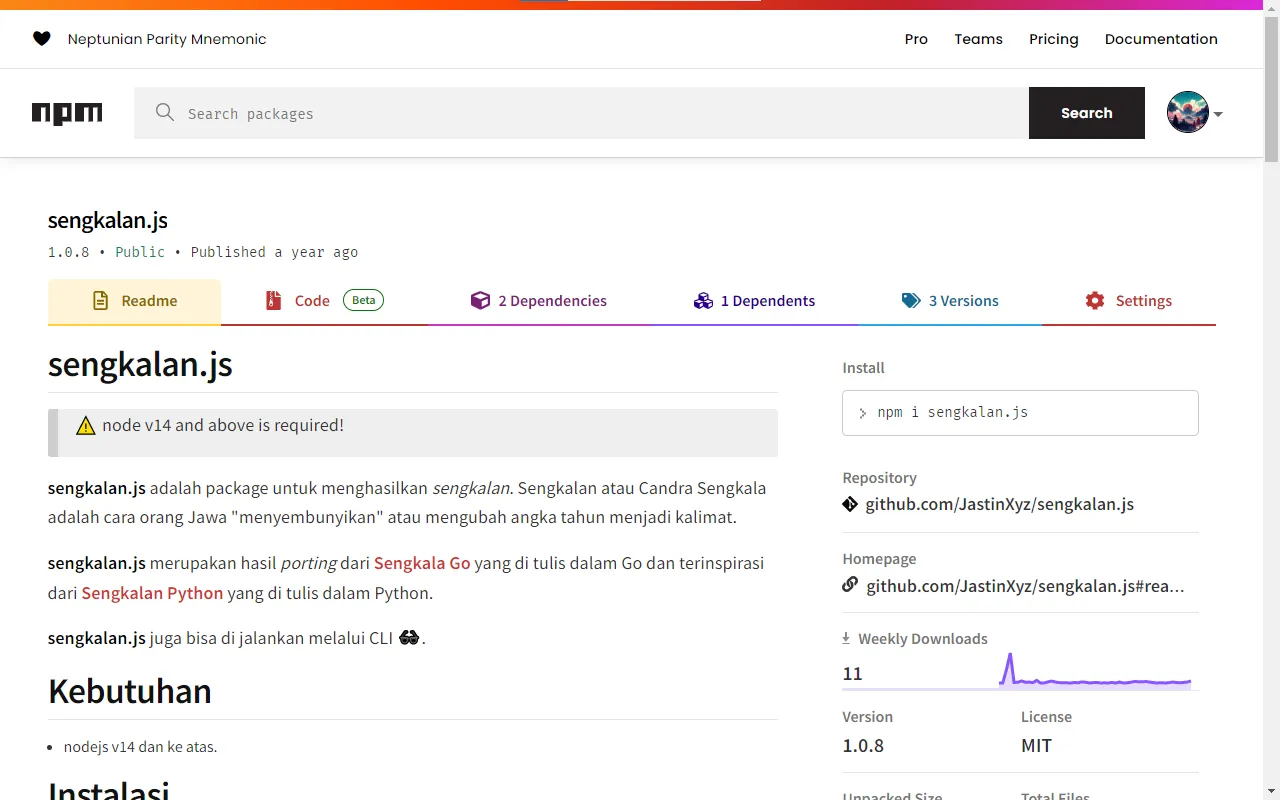 Neptunian Parity Mnemonic
Pro
Teams
Pricing
Documentation
npm
Search packages
Search
sengkalan.js
1.0.8 • Public • Published a year ago
Readme
Code Beta
2 Dependencies
1 Dependents
3 Versions
Settings
sengkalan.js
⚠️ node v14 and above is required!
sengkalan.js adalah package untuk menghasilkan sengkalan. Sengkalan atau Candra Sengkala
adalah cara orang Jawa "menyembunyikan" atau mengubah angka tahun menjadi kalimat.
sengkalan.js merupakan hasil porting dari Sengkala Go yang di tulis dalam Go dan terinspirasi
dari Sengkalan Python yang di tulis dalam Python.
sengkalan.js juga bisa di jalankan melalui CLI 🕶️.
Kebutuhan
• nodejs v14 dan ke atas.
Instalasi
Install
npm i sengkalan.js
Repository
github.com/JastinXyz/sengkalan.js
Homepage
github.com/JastinXyz/sengkalan.js#rea...
Weekly Downloads
11
Version
License
1.0.8
MIT
Unpacked Size
Total Files